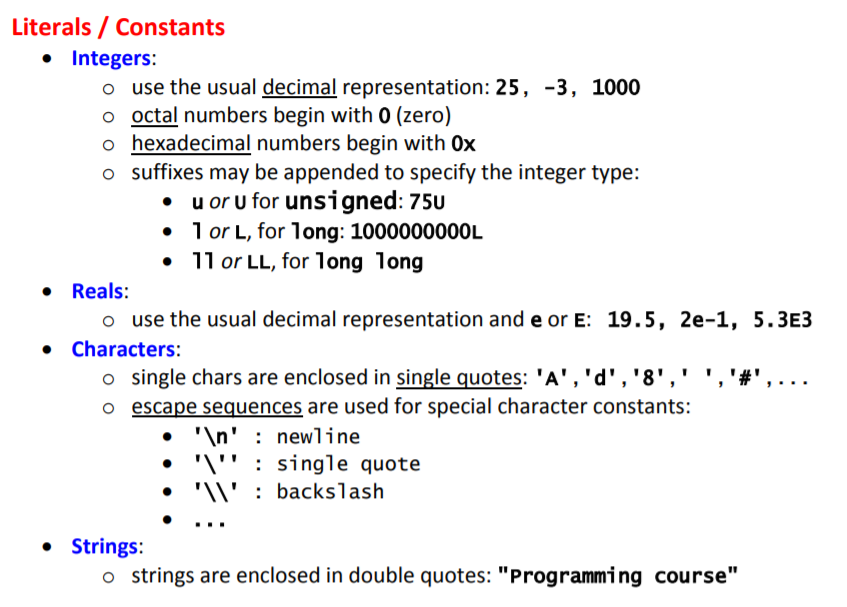 Literals / Constants
• Integers:
o use the usual decimal representation: 25, -3, 1000
o octal numbers begin with 0 (zero)
o hexadecimal numbers begin with 0x
o suffixes may be appended to specify the integer type:
• u or U for unsigned: 75U
• l or L, for long: 1000000000L
• ll or LL, for long long
• Reals:
o use the usual decimal representation and e or E: 19.5, 2e-1, 5.3E3
• Characters:
o single chars are enclosed in single quotes: 'A','d','8',' ','#',...
o escape sequences are used for special character constants:
• '\n' : newline
• '\'' : single quote
• '\\' : backslash
• ...
• Strings:
o strings are enclosed in double quotes: "Programming course"